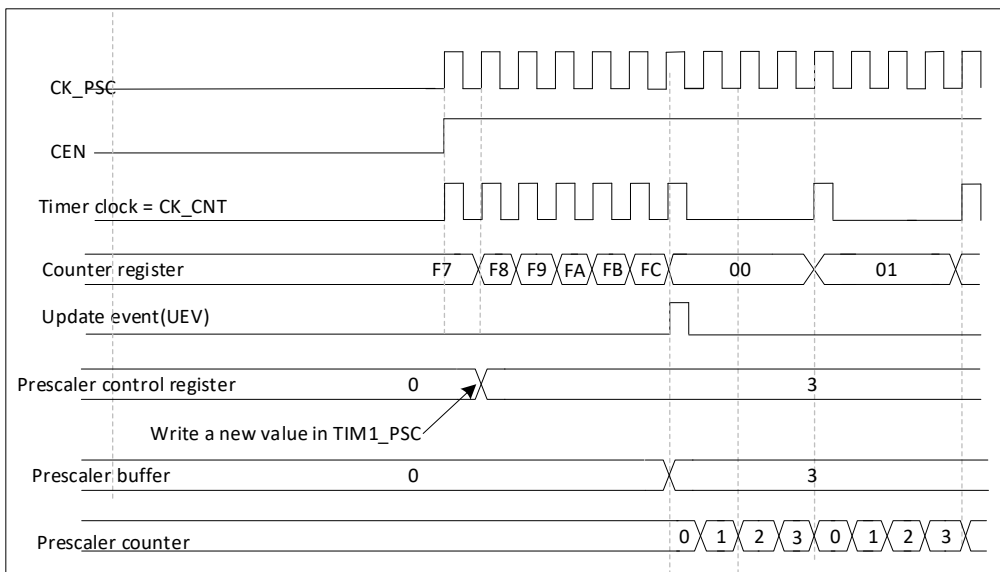 CK_PSC
CEN
Timer clock = CK_CNT
Counter register F7 F8 F9 FA FB FC 00 01
Update event(UEV)
Prescaler control register 0 3
Write a new value in TIM1_PSC
Prescaler buffer 0 3
Prescaler counter 0 1 2 3 0 1 2 3